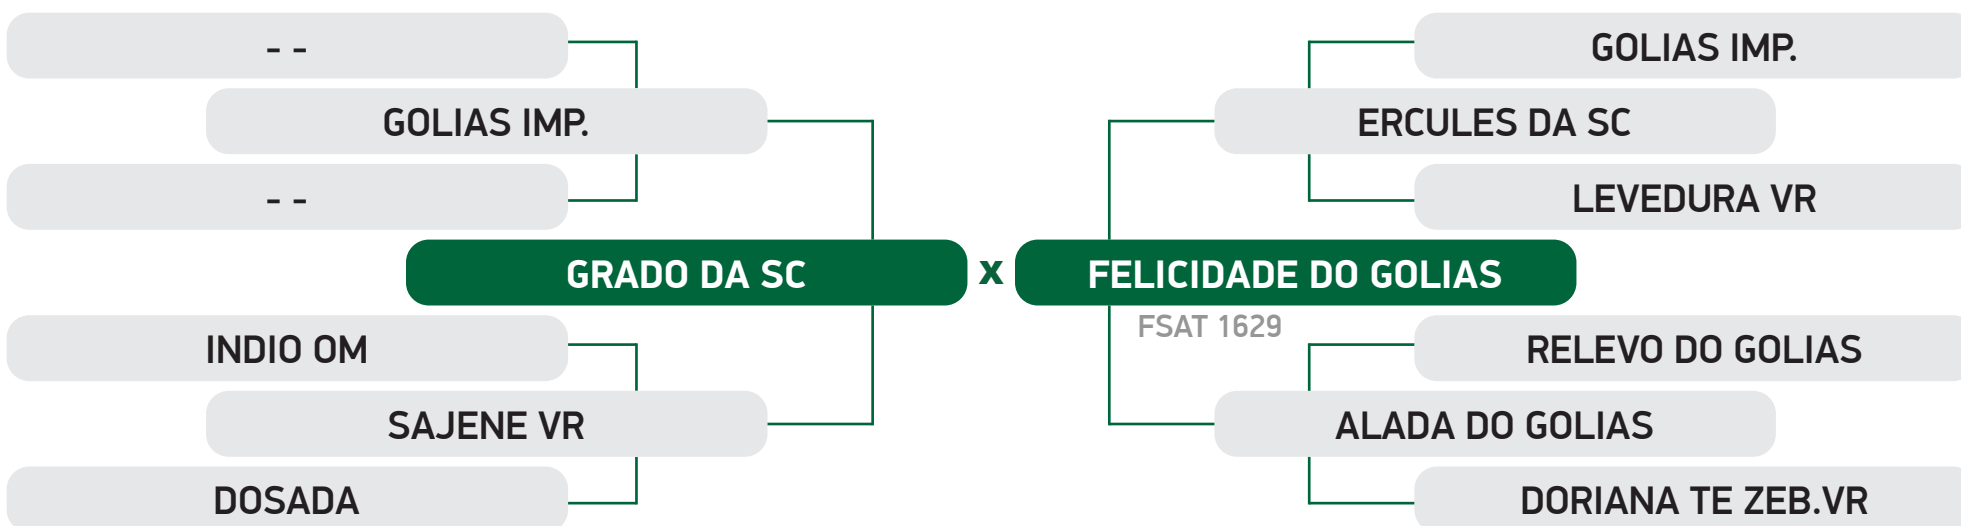 - -
GOLIAS IMP.
GOLIAS IMP.
ERCULES DA SC
- -
LEVEDURA VR
GRADO DA SC x FELICIDADE DO GOLIAS
FSAT 1629
INDIO OM
RELEVO DO GOLIAS
SAJENE VR
ALADA DO GOLIAS
DOSADA
DORIANA TE ZEB.VR